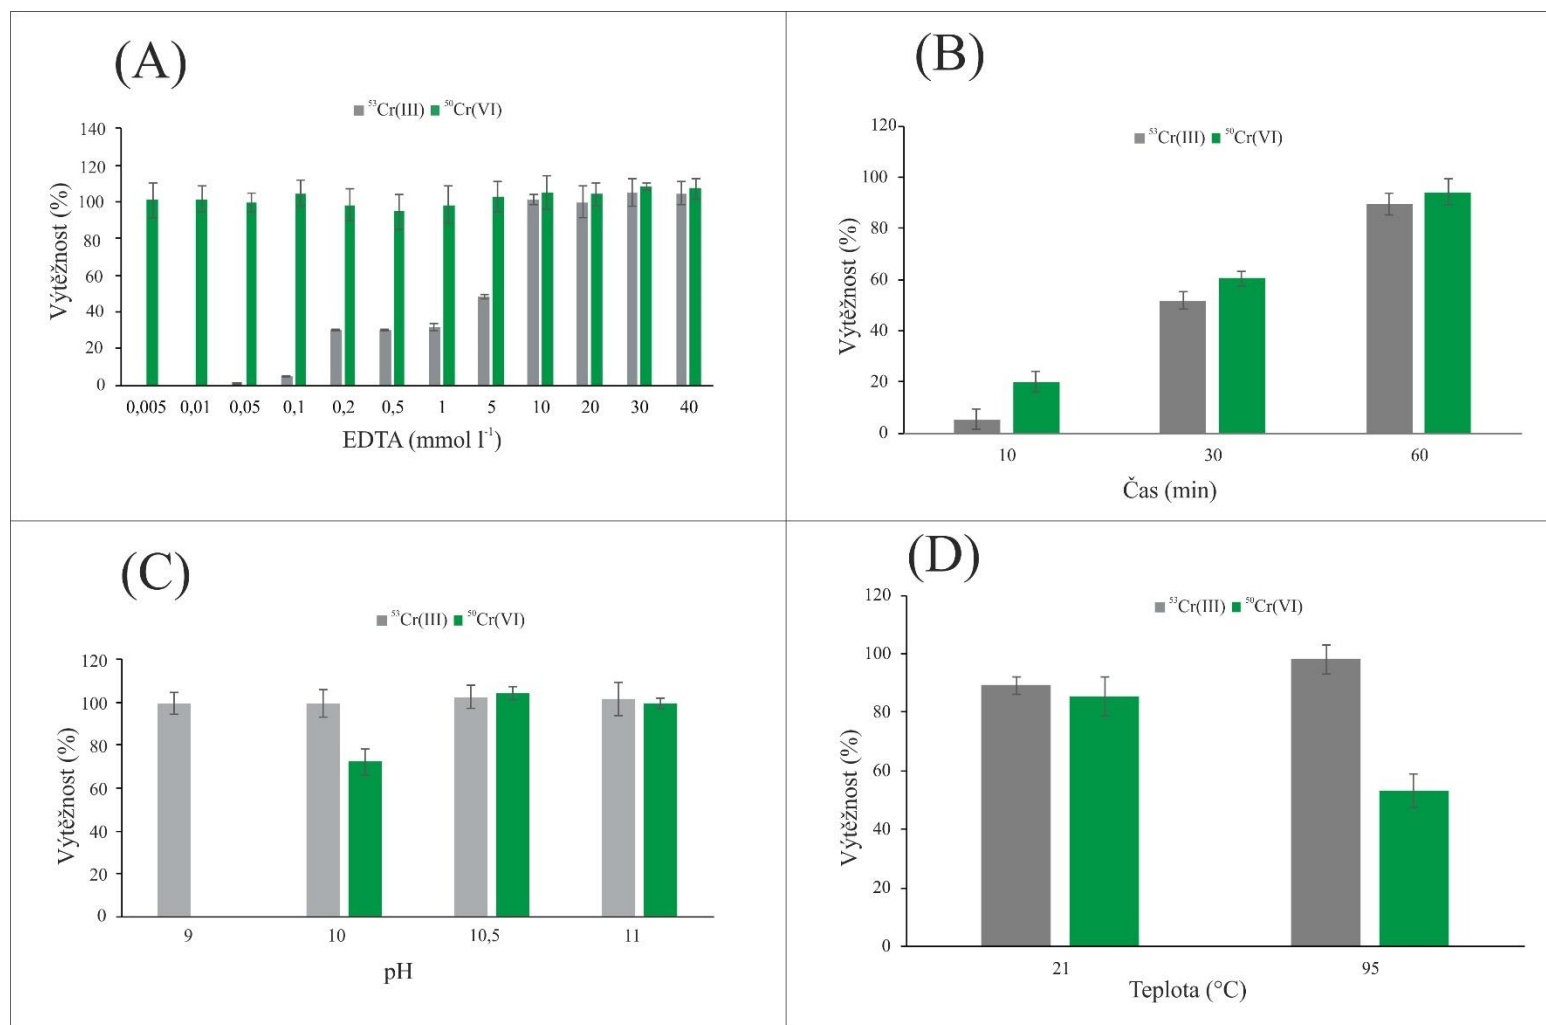 (A)
⁵³Cr(III) ⁵⁰Cr(VI)
140
120
100
80
60
40
20
0
Výtěžnost (%)
0,005 0,01 0,05 0,1 0,2 0,5 1 5 10 20 30 40
EDTA (mmol l⁻¹)
(B)
⁵³Cr(III) ⁵⁰Cr(VI)
120
100
80
60
40
20
0
Výtěžnost (%)
10 30 60
Čas (min)
(C)
⁵³Cr(III) ⁵⁰Cr(VI)
120
100
80
60
40
20
0
Výtěžnost (%)
9 10 10,5 11
pH
(D)
⁵³Cr(III) ⁵⁰Cr(VI)
120
100
80
60
40
20
0
Výtěžnost (%)
21 95
Teplota (°C)